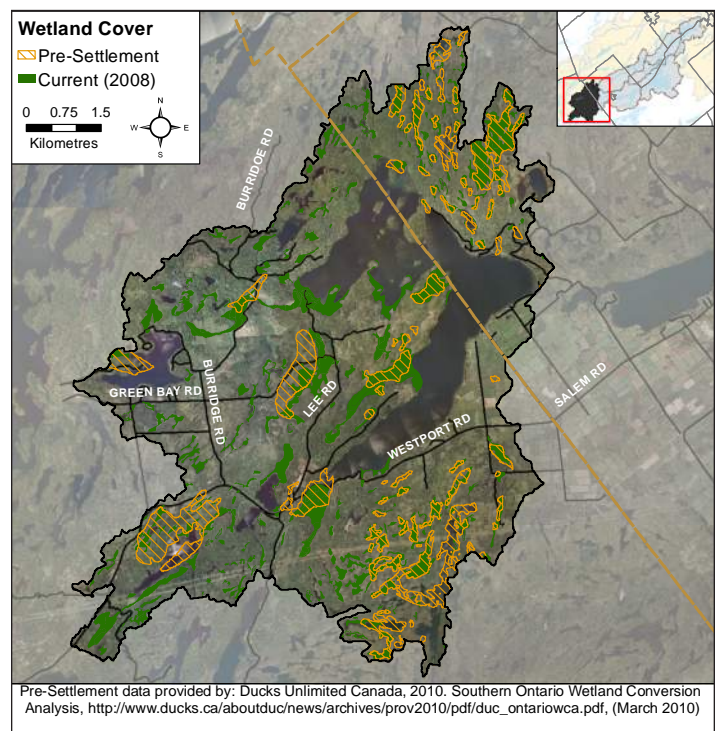 Wetland Cover
Pre-Settlement
Current (2008)
0 0.75 1.5
Kilometres
N
W E
S
BURRIDOE RD
GREEN BAY RD
BURRIDGE RD
LEE RD
WESTPORT RD
SALEM RD
Pre-Settlement data provided by: Ducks Unlimited Canada, 2010. Southern Ontario Wetland Conversion
Analysis, http://www.ducks.ca/aboutduc/news/archives/prov2010/pdf/duc_ontariowca.pdf, (March 2010)